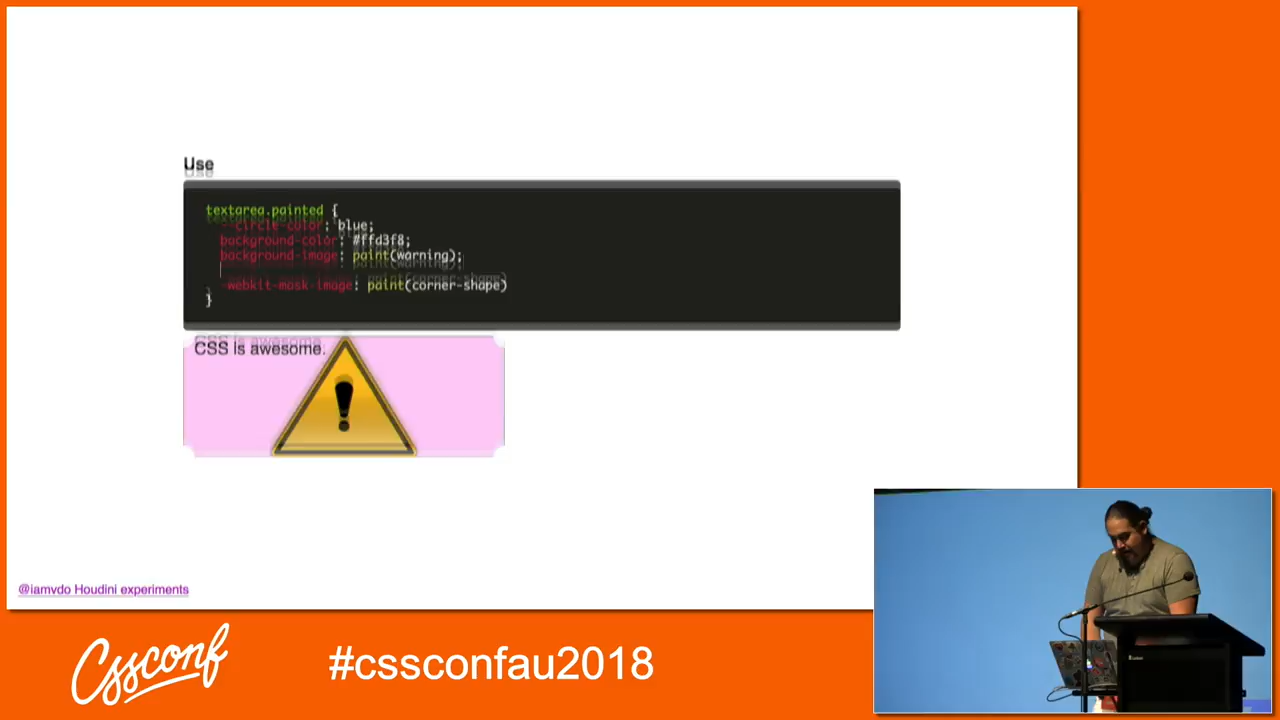 Use
textarea.painted {
--circle-color: blue;
background-color: #ffd3f8;
background-image: paint(warning);
-webkit-mask-image: paint(corner-shape)
}
CSS is awesome.
@iamvdo Houdini experiments
Cssconf
#cssconfau2018